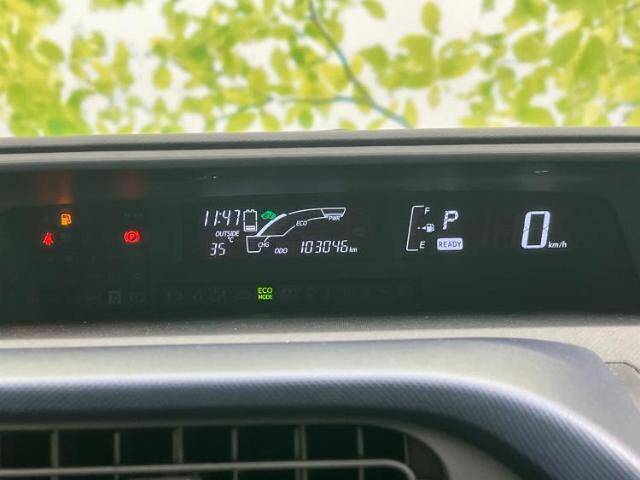 11:47
OUTSIDE
35 °C
ECO
PWR
CHG
ODO 103046 km
F
E
P
READY
0 km/h
ECO
MODE
(P)